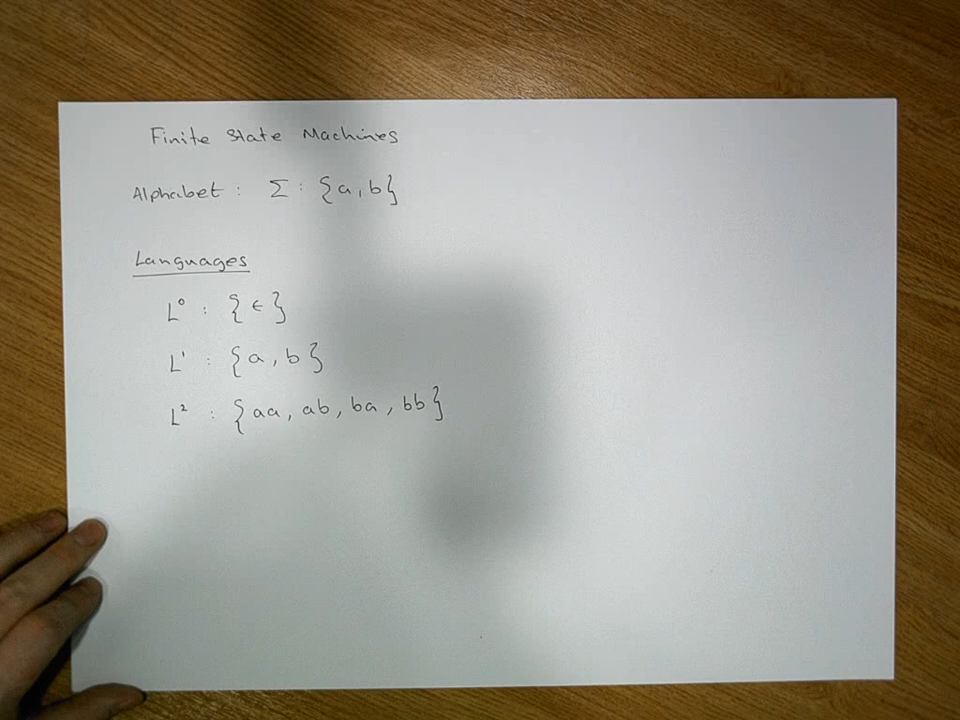 Finite State Machines
Alphabet : Σ : {a, b}
Languages
L⁰ : {ϵ}
L¹ : {a, b}
L² : {aa, ab, ba, bb}